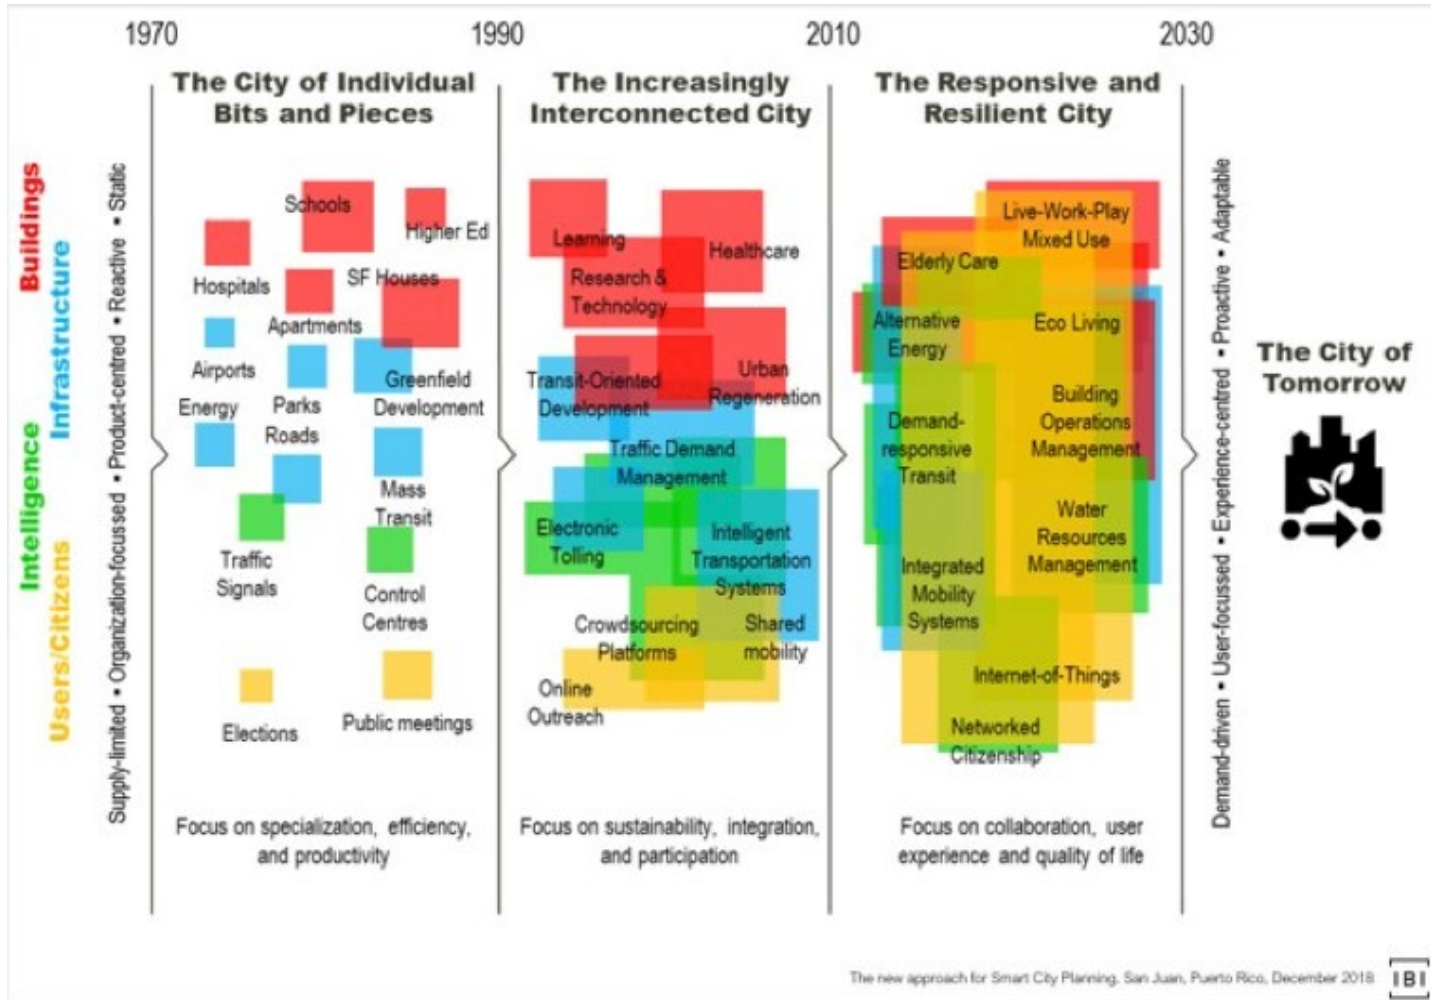 1970
1990
2010
2030
The City of Individual
Bits and Pieces
The Increasingly
Interconnected City
The Responsive and
Resilient City
Buildings
Infrastructure
Intelligence
Users/Citizens
Supply-limited • Organization-focussed • Product-centred • Reactive • Static
Schools
Higher Ed
Hospitals
SF Houses
Apartments
Airports
Greenfield
Development
Energy
Parks
Roads
Mass
Transit
Traffic
Signals
Control
Centres
Elections
Public meetings
Focus on specialization, efficiency,
and productivity
Learning
Healthcare
Research &
Technology
Urban
Regeneration
Transit-Oriented
Development
Traffic Demand
Management
Electronic
Tolling
Intelligent
Transportation
Systems
Crowdsourcing
Platforms
Shared
mobility
Online
Outreach
Focus on sustainability, integration,
and participation
Live-Work-Play
Mixed Use
Elderly Care
Alternative
Energy
Eco Living
Building
Operations
Management
Demand-
responsive
Transit
Water
Resources
Management
Integrated
Mobility
Systems
Internet-of-Things
Networked
Citizenship
Focus on collaboration, user
experience and quality of life
Demand-driven • User-focussed • Experience-centred • Proactive • Adaptable
The City of
Tomorrow
The new approach for Smart City Planning. San Juan, Puerto Rico, December 2018
IBI